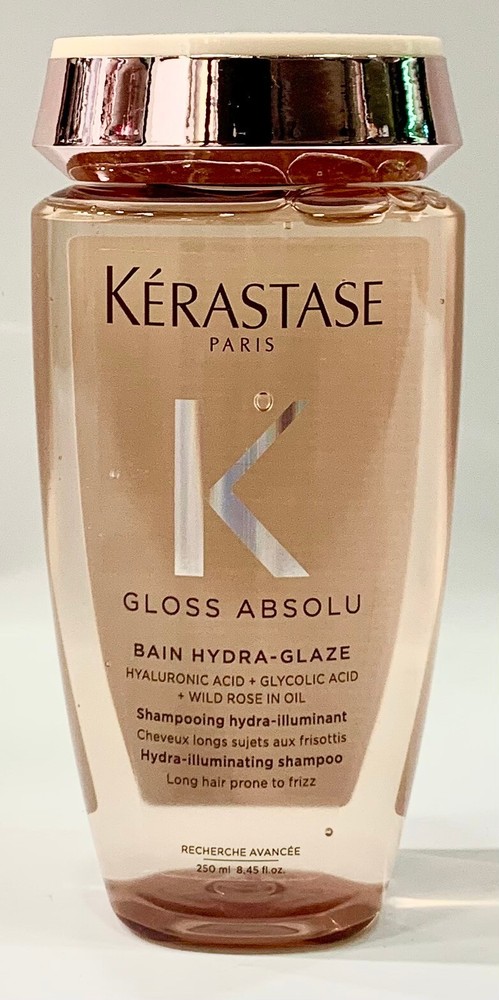 KÉRASTASE
PARIS
K
GLOSS ABSOLU
BAIN HYDRA-GLAZE
HYALURONIC ACID + GLYCOLIC ACID
+ WILD ROSE IN OIL
Shampooing hydra-illuminant
Cheveux longs sujets aux frisottis
Hydra-illuminating shampoo
Long hair prone to frizz
RECHERCHE AVANCÉE
250 ml 8,45 fl.oz.